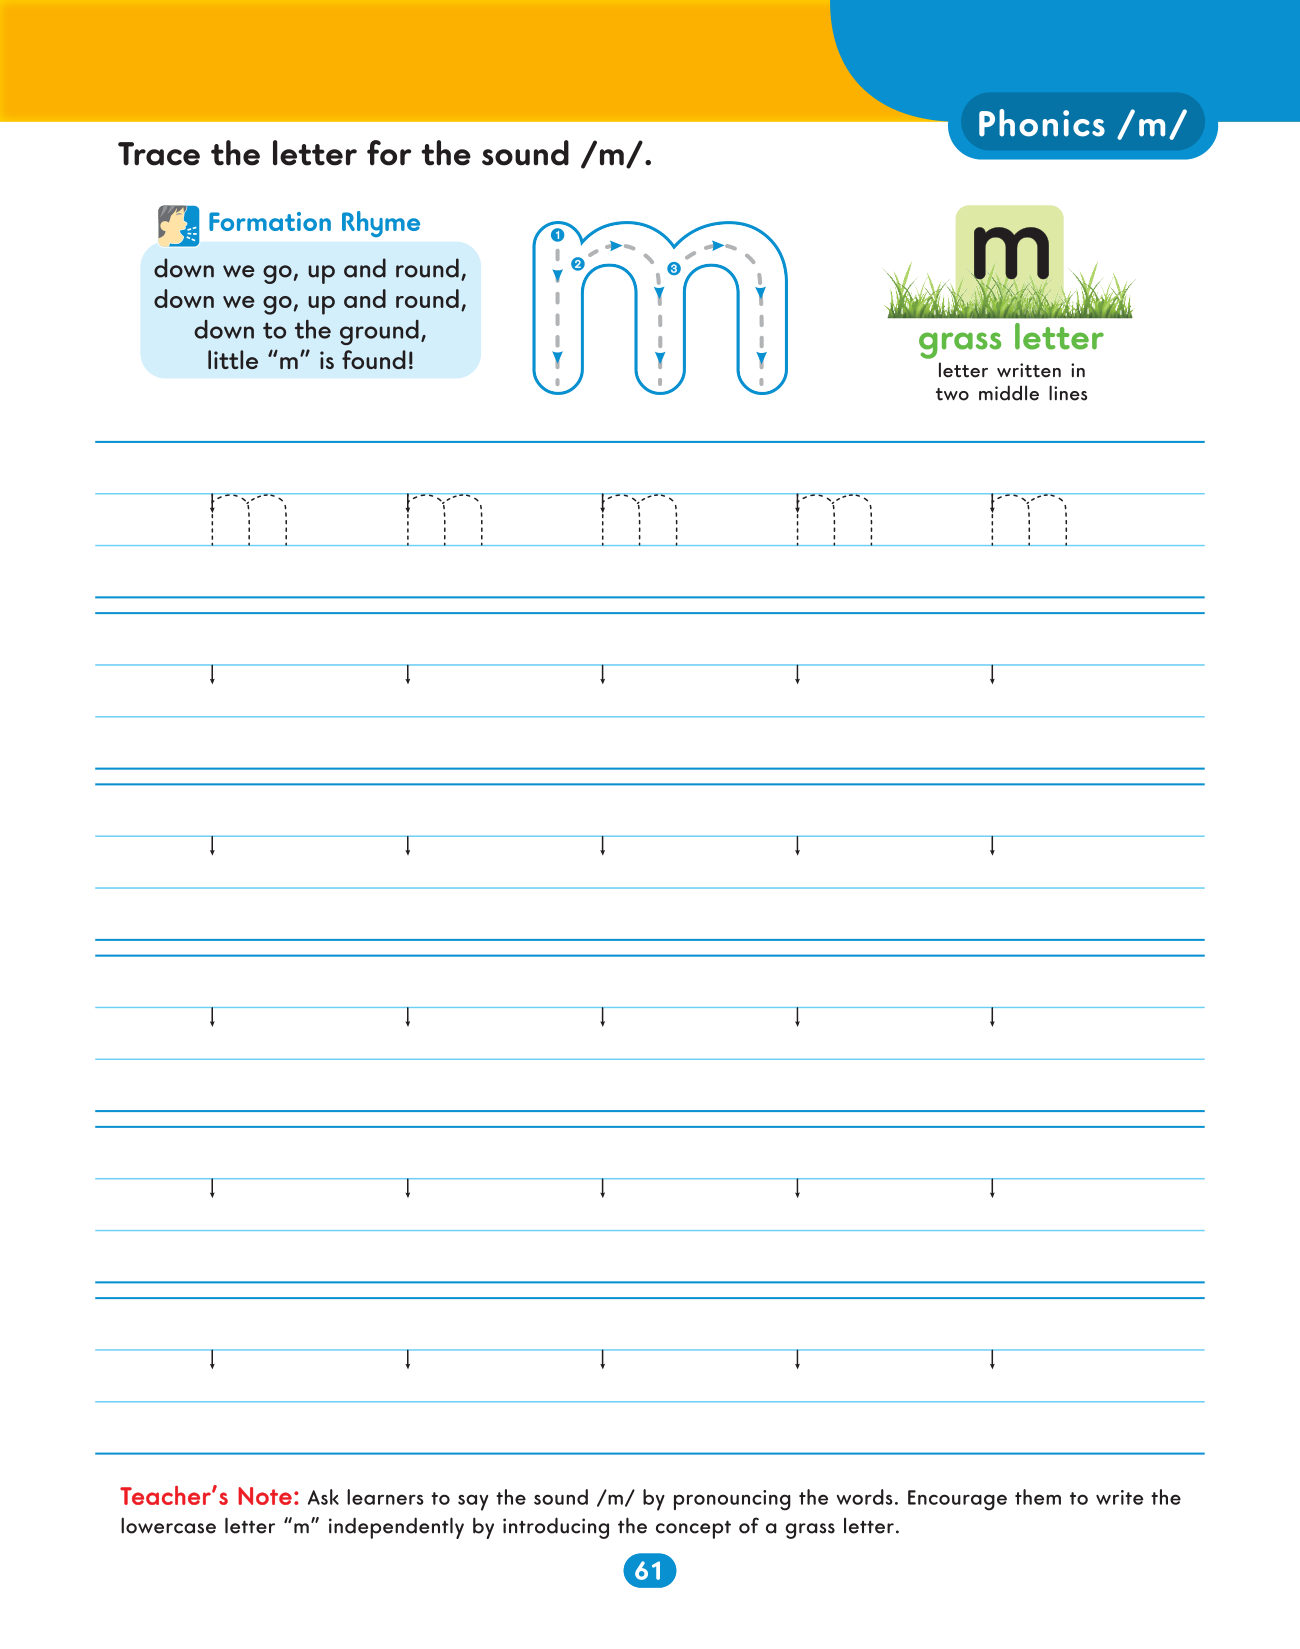 Phonics /m/
Trace the letter for the sound /m/.
Formation Rhyme
down we go, up and round,
down we go, up and round,
down to the ground,
little “m” is found!
1
2
3
m
grass letter
letter written in
two middle lines
m m m m m
Teacher’s Note: Ask learners to say the sound /m/ by pronouncing the words. Encourage them to write the
lowercase letter “m” independently by introducing the concept of a grass letter.
61